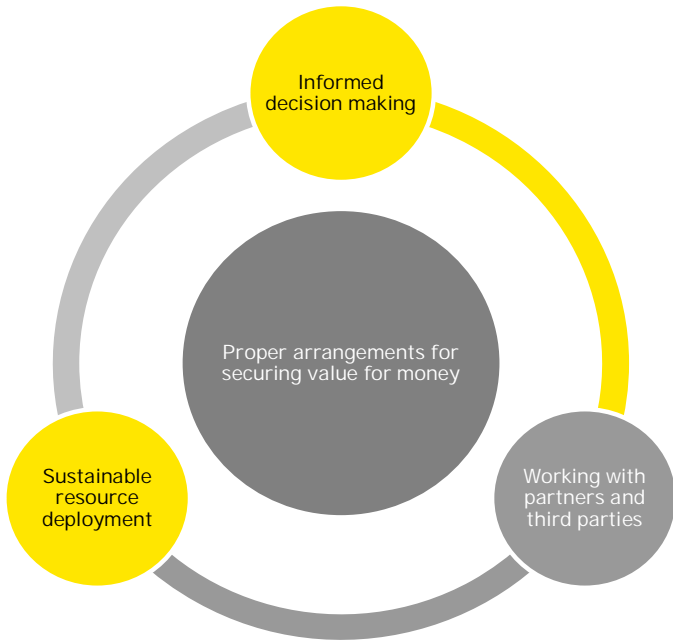 Informed
decision making
Proper arrangements for
securing value for money
Sustainable
resource
deployment
Working with
partners and
third parties